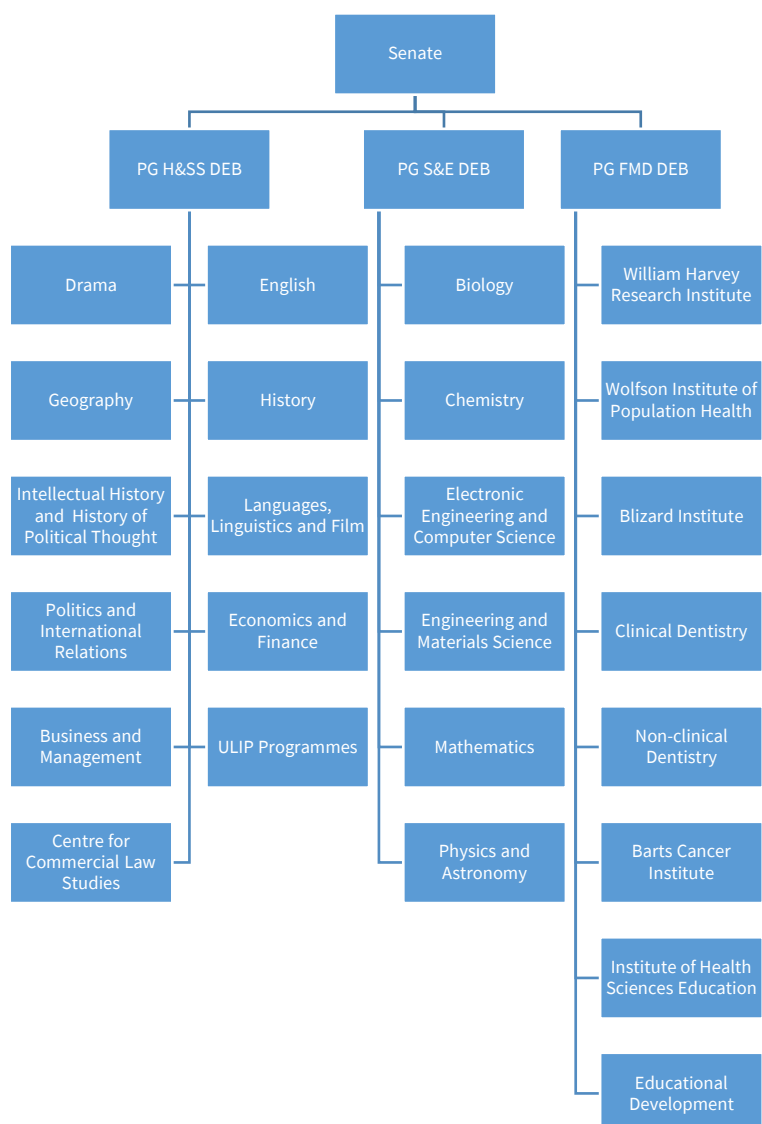 Senate
PG H&SS DEB
PG S&E DEB
PG FMD DEB
Drama
English
Biology
William Harvey
Research Institute
Geography
History
Chemistry
Wolfson Institute of
Population Health
Intellectual History
and History of
Political Thought
Languages,
Linguistics and Film
Electronic
Engineering and
Computer Science
Blizard Institute
Politics and
International
Relations
Economics and
Finance
Engineering and
Materials Science
Clinical Dentistry
Business and
Management
ULIP Programmes
Mathematics
Non-clinical
Dentistry
Centre for
Commercial Law
Studies
Physics and
Astronomy
Barts Cancer
Institute
Institute of Health
Sciences Education
Educational
Development